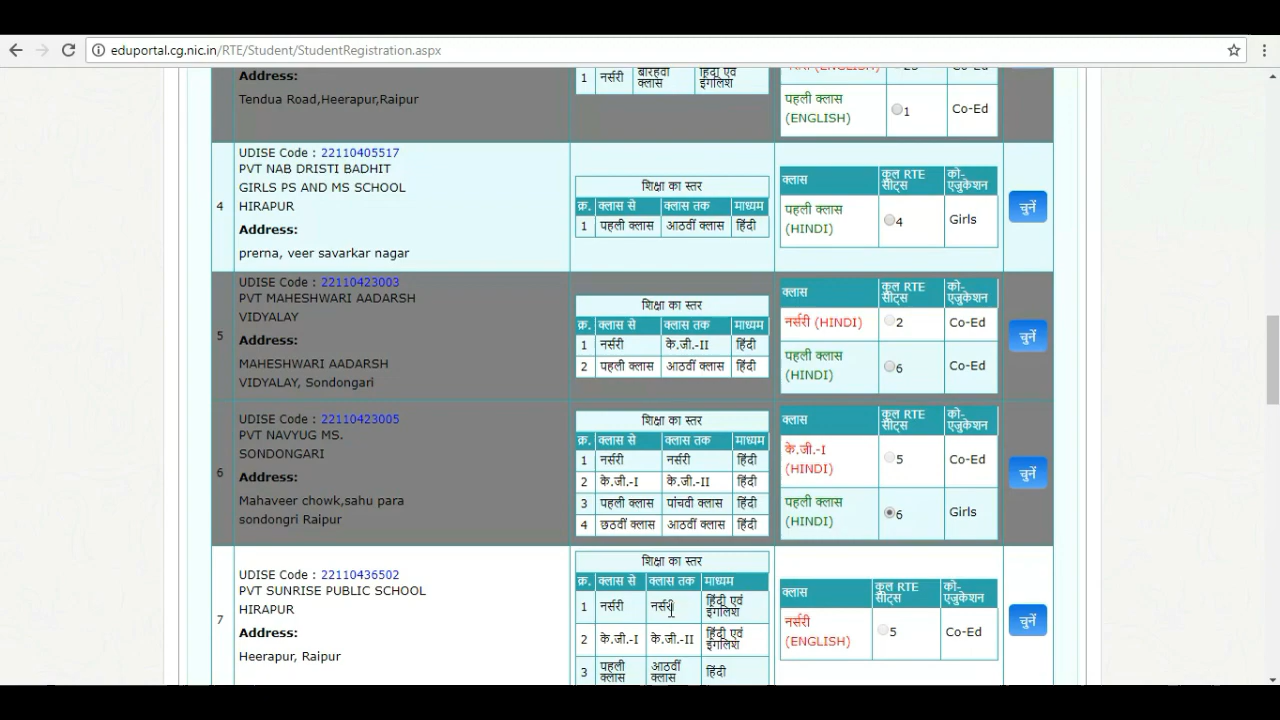 eduportal.cg.nic.in/RTE/Student/StudentRegistration.aspx
Address:
Tendua Road,Heerapur,Raipur
1 नर्सरी बारहवीं क्लास हिंदी एवं इंगलिश
Co-Ed
पहली क्लास (ENGLISH) 1 Co-Ed
4
UDISE Code : 22110405517
PVT NAB DRISTI BADHIT
GIRLS PS AND MS SCHOOL
HIRAPUR
Address:
prerna, veer savarkar nagar
शिक्षा का स्तर
क्र. क्लास से क्लास तक माध्यम
1 पहली क्लास आठवीं क्लास हिंदी
क्लास कुल RTE सीट्स को-एजुकेशन
पहली क्लास (HINDI) 4 Girls
चुनें
5
UDISE Code : 22110423003
PVT MAHESHWARI AADARSH
VIDYALAY
Address:
MAHESHWARI AADARSH
VIDYALAY, Sondongari
शिक्षा का स्तर
क्र. क्लास से क्लास तक माध्यम
1 नर्सरी के.जी.-II हिंदी
2 पहली क्लास आठवीं क्लास हिंदी
क्लास कुल RTE सीट्स को-एजुकेशन
नर्सरी (HINDI) 2 Co-Ed
पहली क्लास (HINDI) 6 Co-Ed
चुनें
6
UDISE Code : 22110423005
PVT NAVYUG MS.
SONDONGARI
Address:
Mahaveer chowk,sahu para
sondongri Raipur
शिक्षा का स्तर
क्र. क्लास से क्लास तक माध्यम
1 नर्सरी नर्सरी हिंदी
2 के.जी.-I के.जी.-II हिंदी
3 पहली क्लास पांचवी क्लास हिंदी
4 छठवीं क्लास आठवीं क्लास हिंदी
क्लास कुल RTE सीट्स को-एजुकेशन
के.जी.-I (HINDI) 5 Co-Ed
पहली क्लास (HINDI) 6 Girls
चुनें
7
UDISE Code : 22110436502
PVT SUNRISE PUBLIC SCHOOL
HIRAPUR
Address:
Heerapur, Raipur
शिक्षा का स्तर
क्र. क्लास से क्लास तक माध्यम
1 नर्सरी नर्सरी हिंदी एवं इंगलिश
2 के.जी.-I के.जी.-II हिंदी एवं इंगलिश
3 पहली क्लास आठवीं क्लास हिंदी
क्लास कुल RTE सीट्स को-एजुकेशन
नर्सरी (ENGLISH) 5 Co-Ed
चुनें